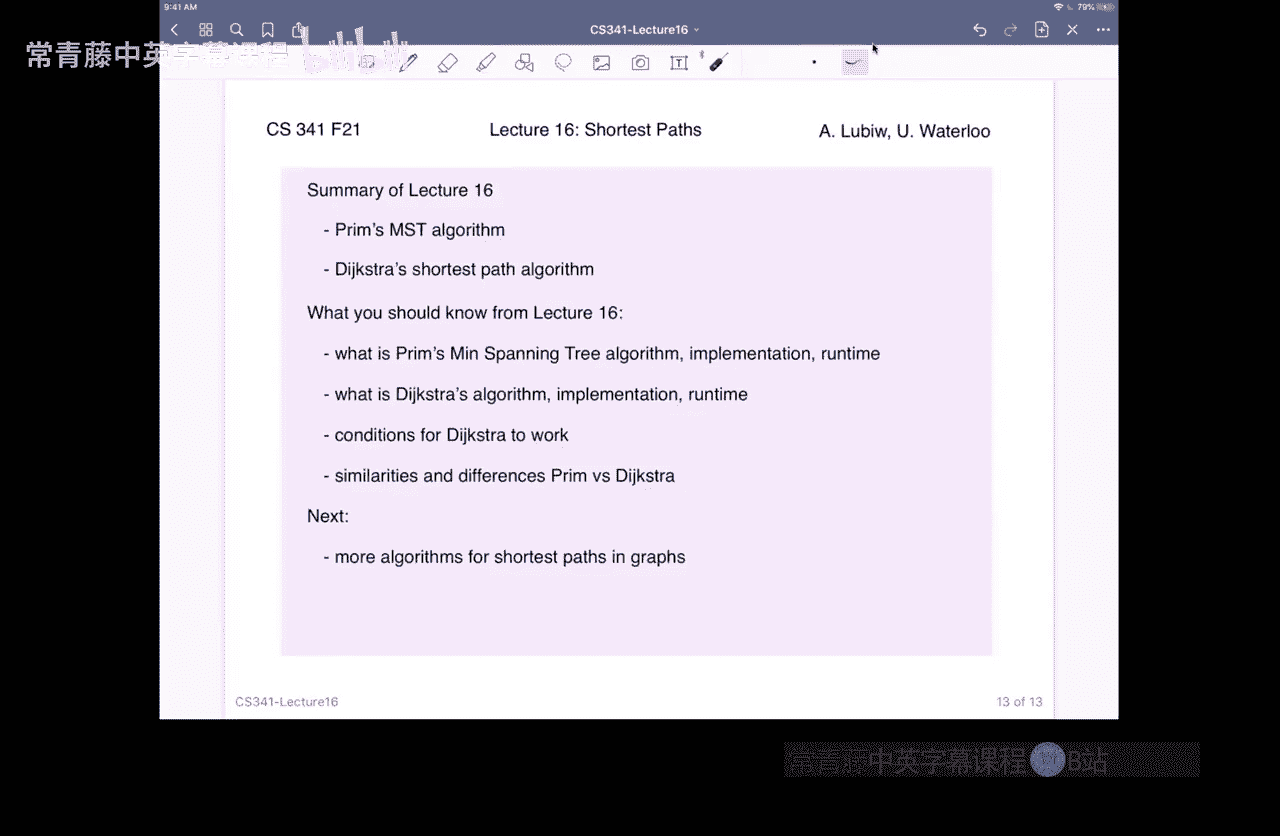 9:41 AM
79%
CS341-Lecture16
常青藤中英字幕课程
CS 341 F21
Lecture 16: Shortest Paths
A. Lubiw, U. Waterloo
Summary of Lecture 16
- Prim's MST algorithm
- Dijkstra's shortest path algorithm
What you should know from Lecture 16:
- what is Prim's Min Spanning Tree algorithm, implementation, runtime
- what is Dijkstra's algorithm, implementation, runtime
- conditions for Dijkstra to work
- similarities and differences Prim vs Dijkstra
Next:
- more algorithms for shortest paths in graphs
CS341-Lecture16
13 of 13
常青藤中英字幕课程
B站